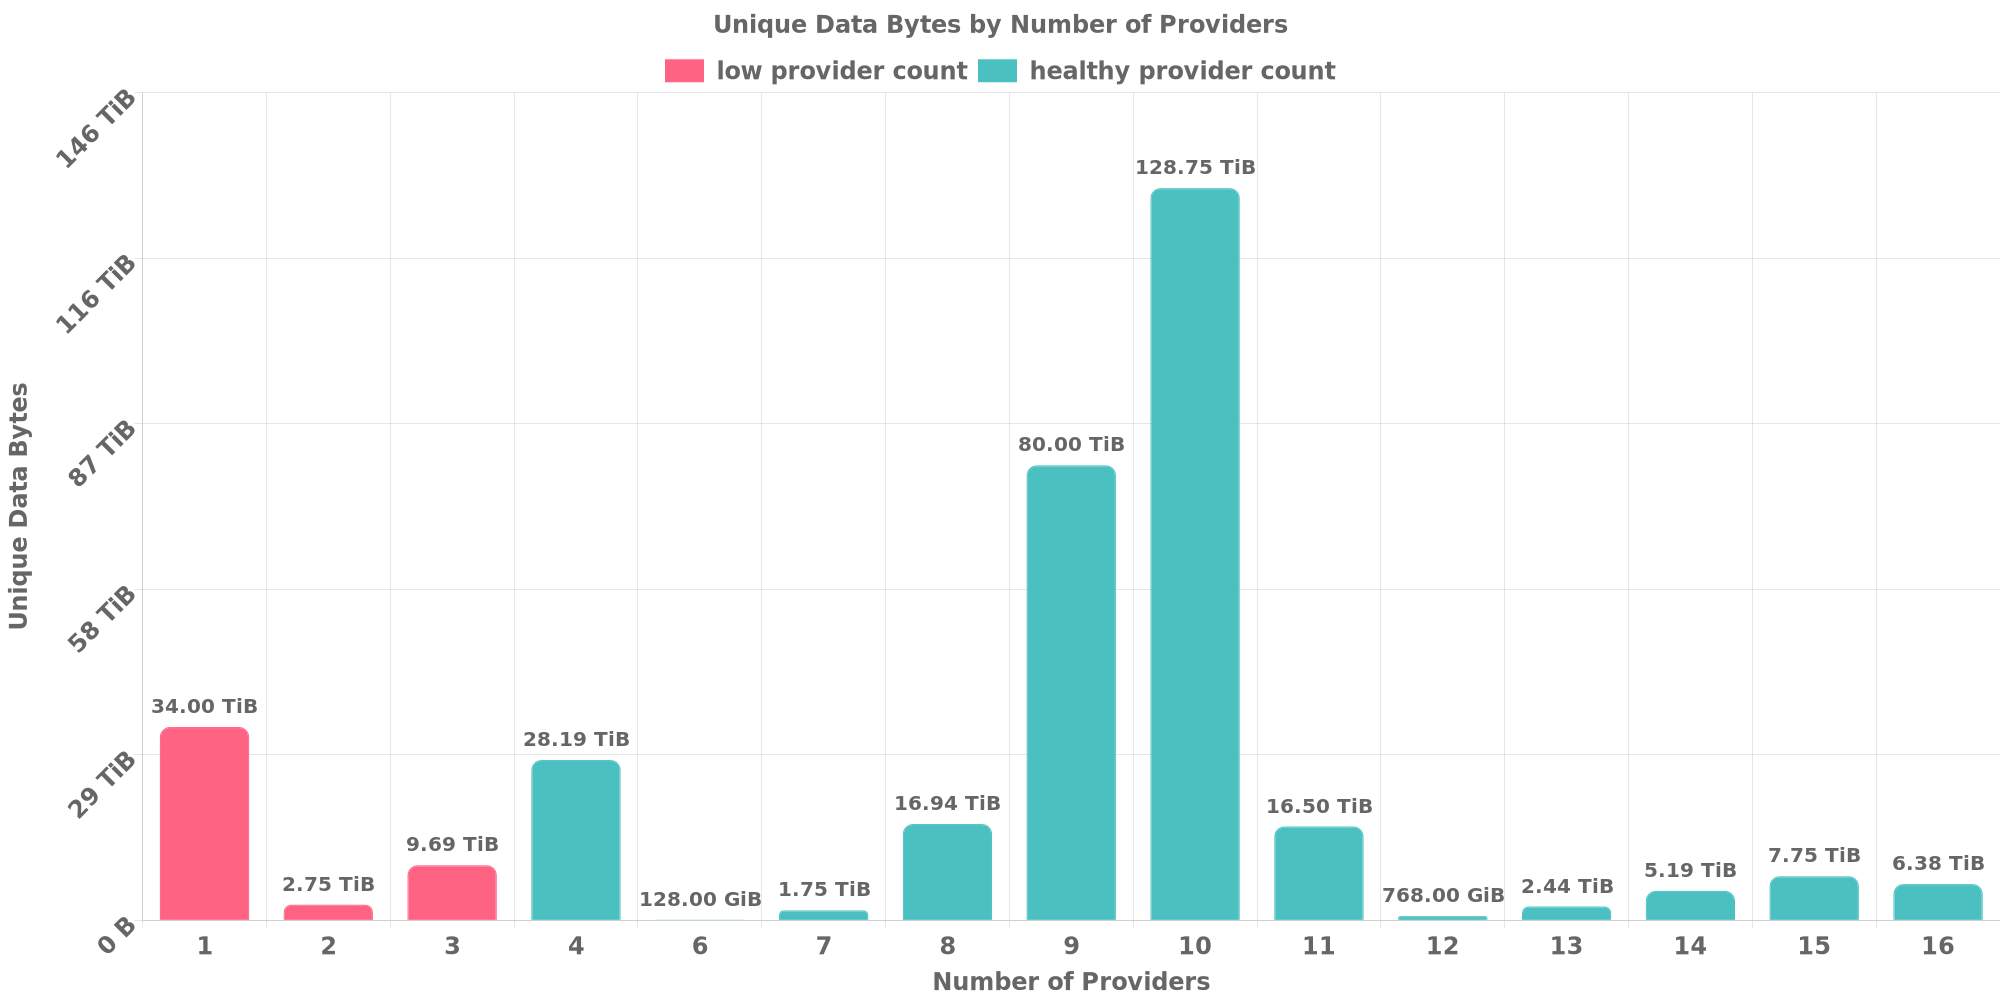 Unique Data Bytes by Number of Providers
low provider count healthy provider count
146 TiB
116 TiB
87 TiB
58 TiB
29 TiB
0 B
Unique Data Bytes
34.00 TiB
2.75 TiB
9.69 TiB
28.19 TiB
128.00 GiB
1.75 TiB
16.94 TiB
80.00 TiB
128.75 TiB
16.50 TiB
768.00 GiB
2.44 TiB
5.19 TiB
7.75 TiB
6.38 TiB
1 2 3 4 6 7 8 9 10 11 12 13 14 15 16
Number of Providers